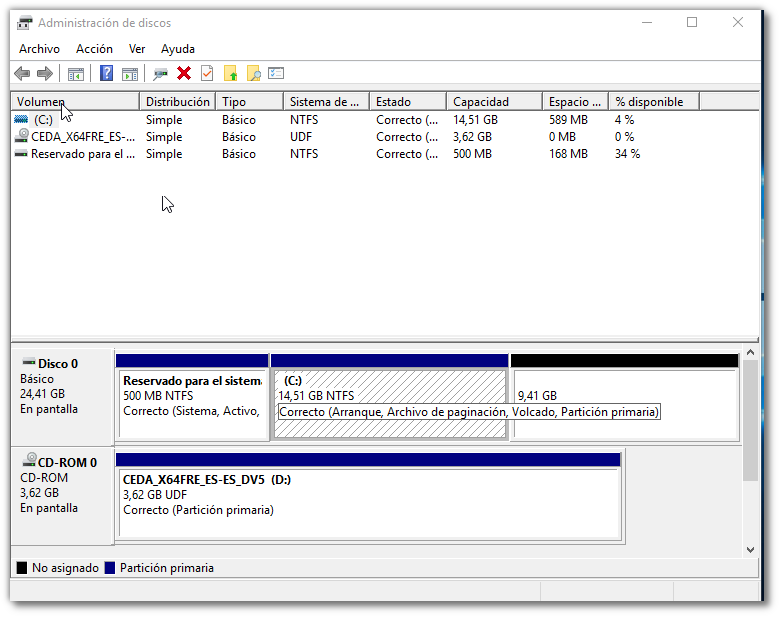 Administración de discos
Archivo Acción Ver Ayuda
Volumen Distribución Tipo Sistema de ... Estado Capacidad Espacio ... % disponible
(C:) Simple Básico NTFS Correcto (... 14,51 GB 589 MB 4 %
CEDA_X64FRE_ES-... Simple Básico UDF Correcto (... 3,62 GB 0 MB 0 %
Reservado para el ... Simple Básico NTFS Correcto (... 500 MB 168 MB 34 %
Disco 0
Básico
24,41 GB
En pantalla
Reservado para el sistema
500 MB NTFS
Correcto (Sistema, Activo,
(C:)
14,51 GB NTFS
Correcto (Arranque, Archivo de paginación, Volcado, Partición primaria)
9,41 GB
CD-ROM 0
CD-ROM
3,62 GB
En pantalla
CEDA_X64FRE_ES-ES_DV5 (D:)
3,62 GB UDF
Correcto (Partición primaria)
No asignado Partición primaria